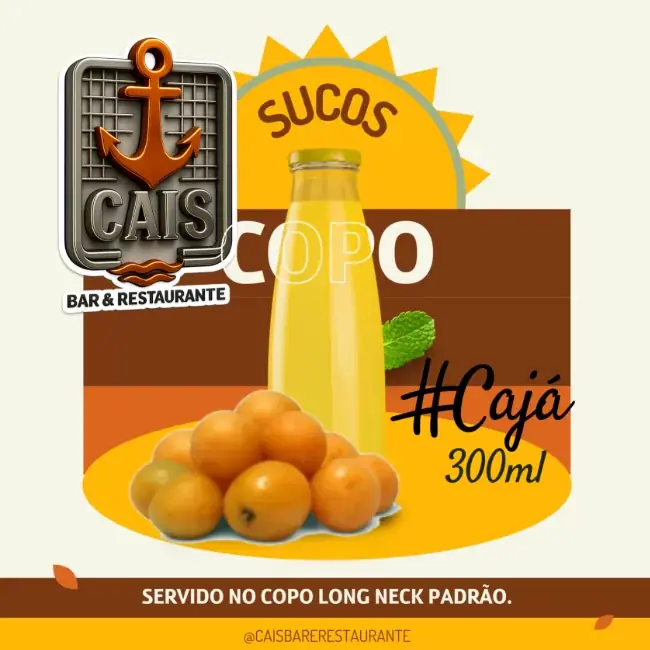 SUCOS
CAIS
BAR & RESTAURANTE
COPO
#Cajá
300ml
SERVIDO NO COPO LONG NECK PADRÃO.
@CAISBARERESTAURANTE